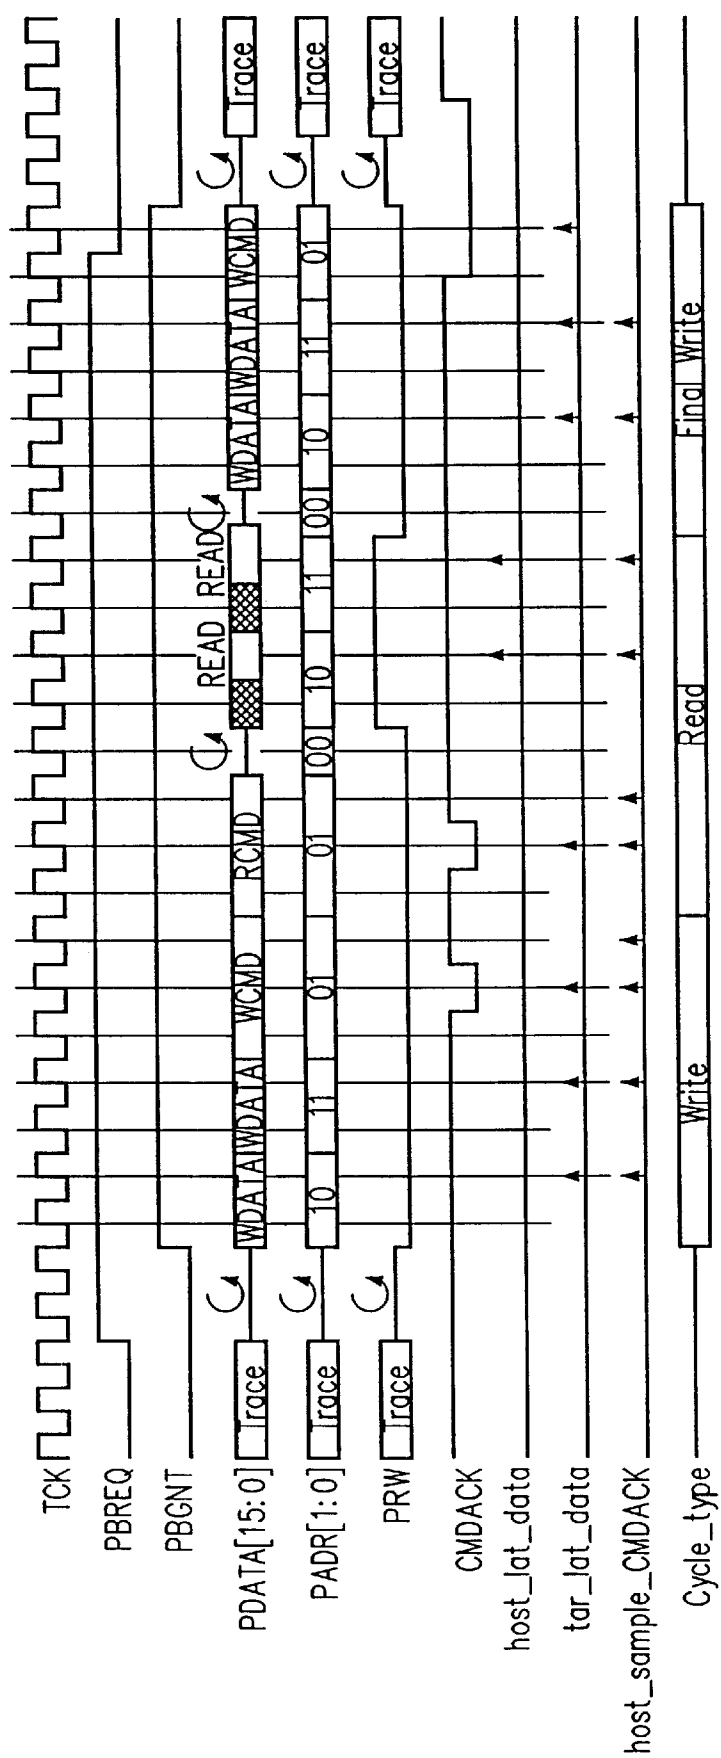 TCK
PBREQ
PBGNT
PDATA[15:0] Trace WDATA WDATA WCMD RCMD READ READ WDATA WDATA WCMD Trace
PADR[1:0] Trace 10 11 01 01 00 10 11 00 10 11 01 Trace
PRW Trace Trace
CMDACK
host_lat_data
tar_lat_data
host_sample_CMDACK
Cycle_type Write Read Final Write